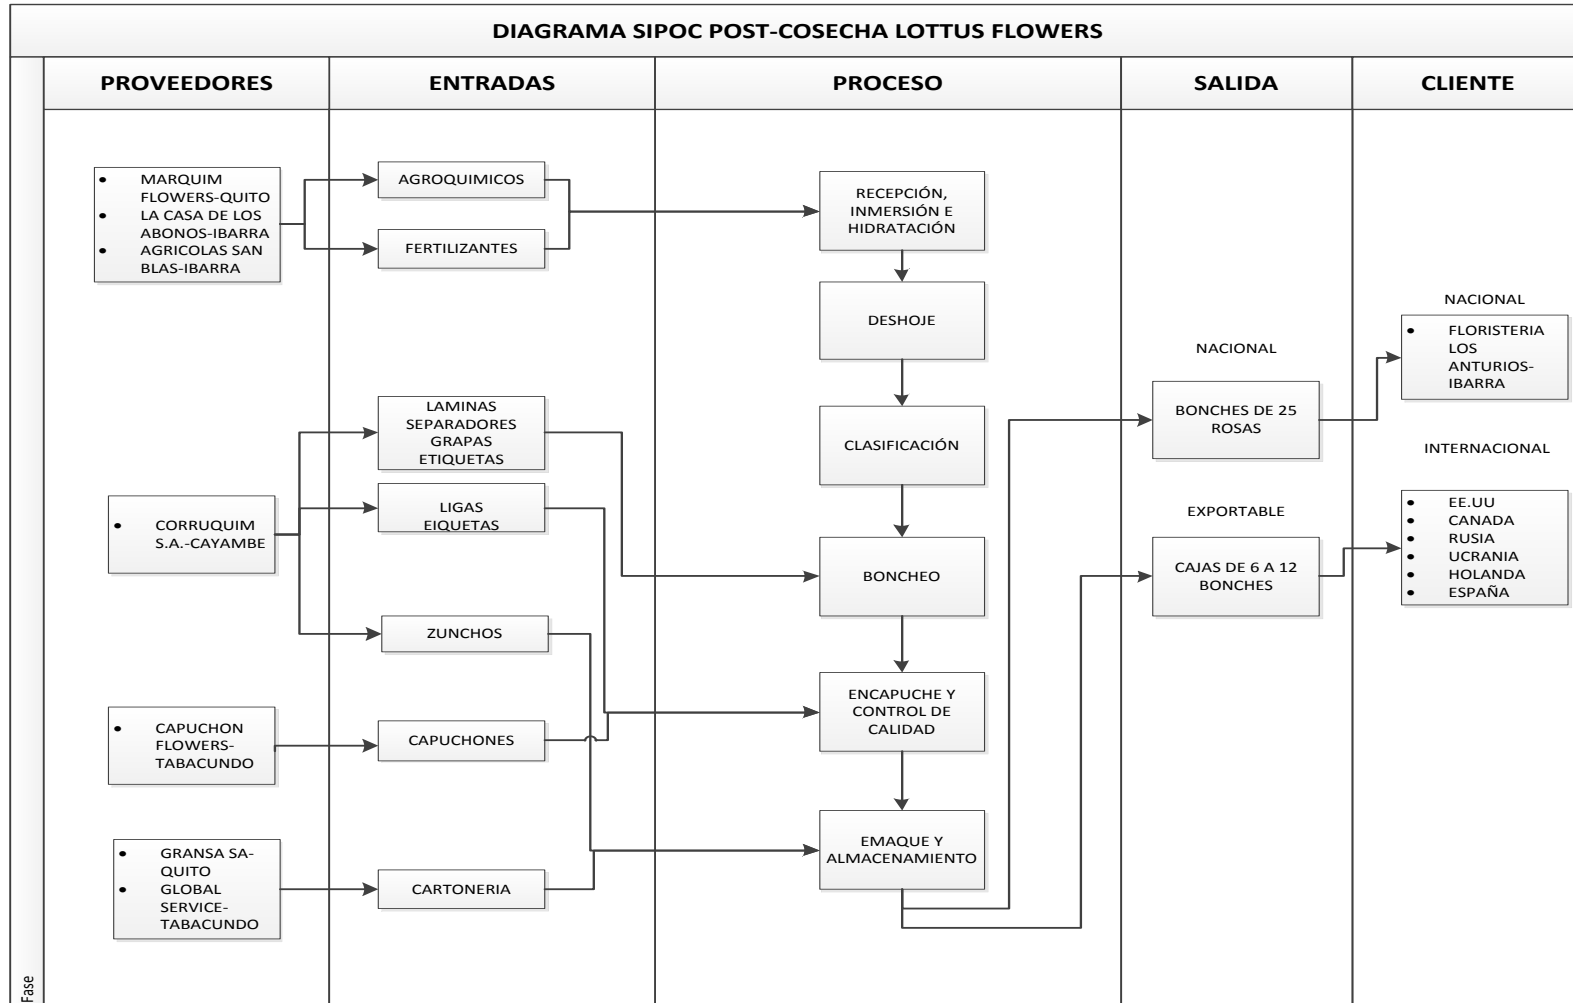 DIAGRAMA SIPOC POST-COSECHA LOTTUS FLOWERS
PROVEEDORES
ENTRADAS
PROCESO
SALIDA
CLIENTE
MARQUIM
FLOWERS-QUITO
LA CASA DE LOS
ABONOS-IBARRA
AGRICOLAS SAN
BLAS-IBARRA
CORRUQUIM
S.A.-CAYAMBE
CAPUCHON
FLOWERS-
TABACUNDO
GRANSA SA-
QUITO
GLOBAL
SERVICE-
TABACUNDO
AGROQUIMICOS
FERTILIZANTES
LAMINAS
SEPARADORES
GRAPAS
ETIQUETAS
LIGAS
EIQUETAS
ZUNCHOS
CAPUCHONES
CARTONERIA
RECEPCIÓN,
INMERSIÓN E
HIDRATACIÓN
DESHOJE
CLASIFICACIÓN
BONCHEO
ENCAPUCHE Y
CONTROL DE
CALIDAD
EMAQUE Y
ALMACENAMIENTO
NACIONAL
BONCHES DE 25
ROSAS
EXPORTABLE
CAJAS DE 6 A 12
BONCHES
NACIONAL
FLORISTERIA
LOS
ANTURIOS-
IBARRA
INTERNACIONAL
EE.UU
CANADA
RUSIA
UCRANIA
HOLANDA
ESPAÑA
Fase